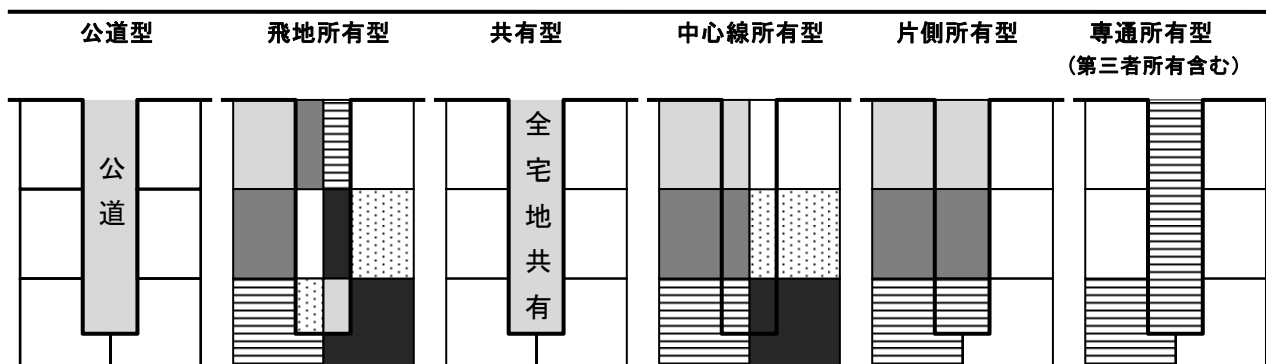 公道型
飛地所有型
共有型
中心線所有型
片側所有型
専通所有型
(第三者所有含む)
公道
全宅地共有